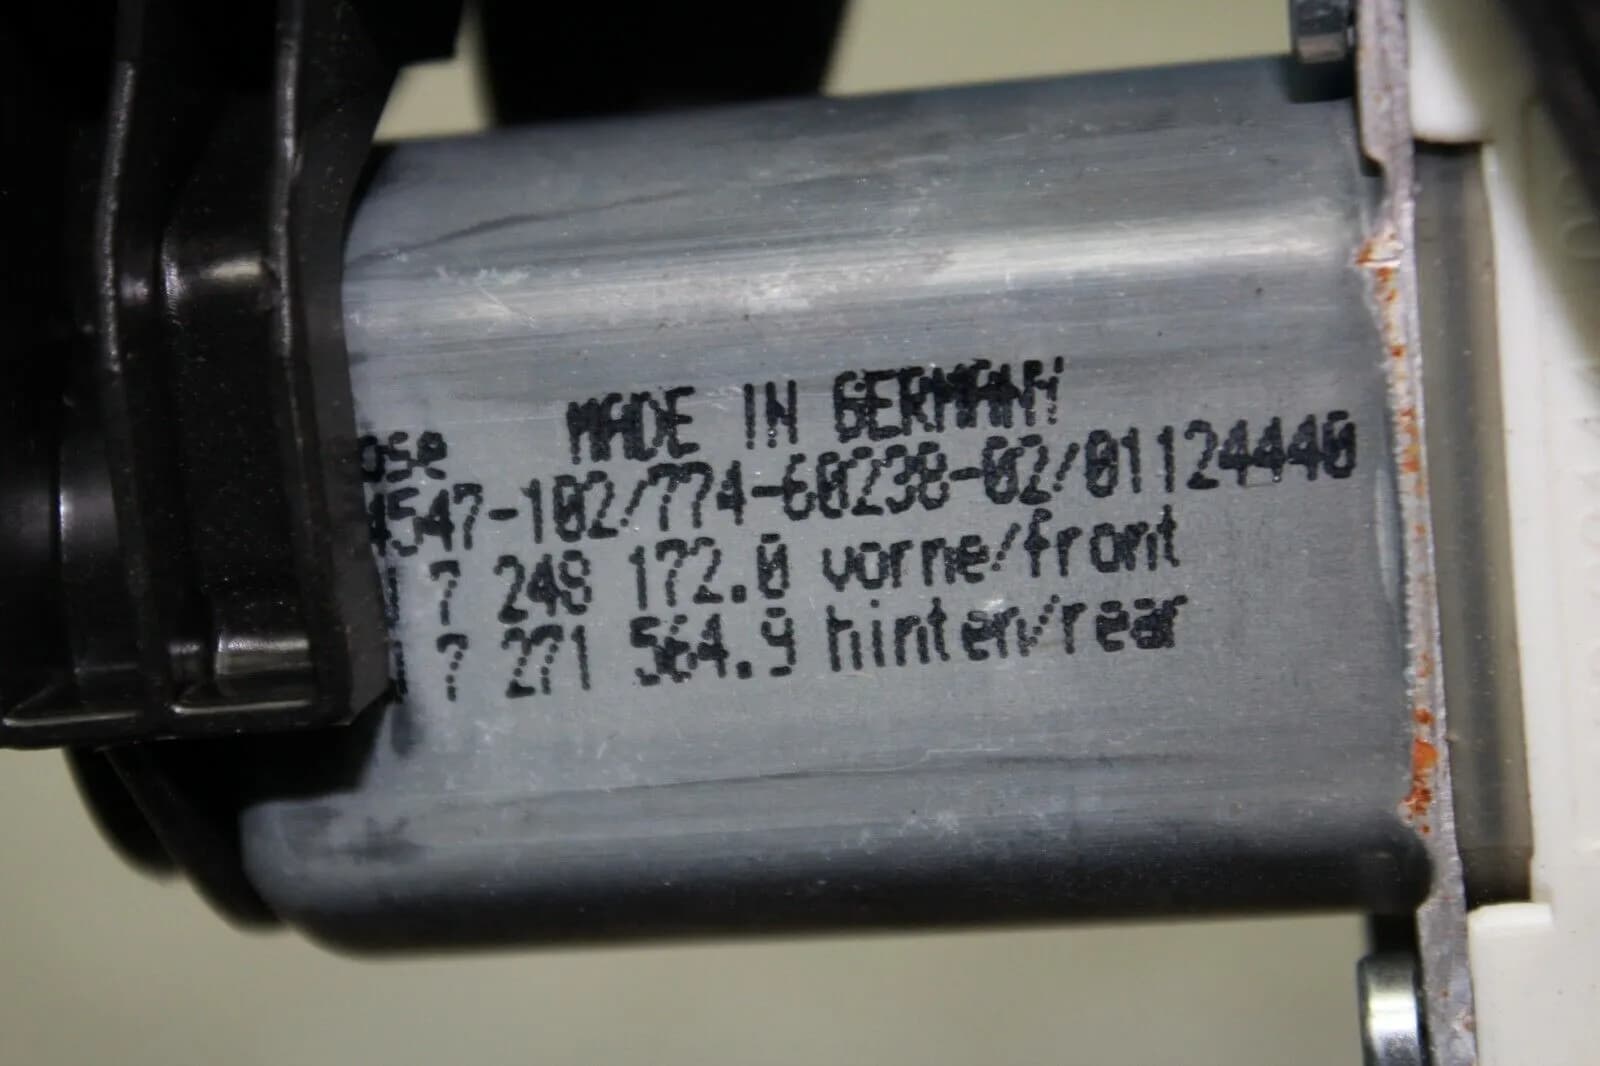 ose MADE IN GERMANY
4547-102/774-60238-02/01124440
7 248 172.0 vorne/front
7 271 564.9 hinten/rear